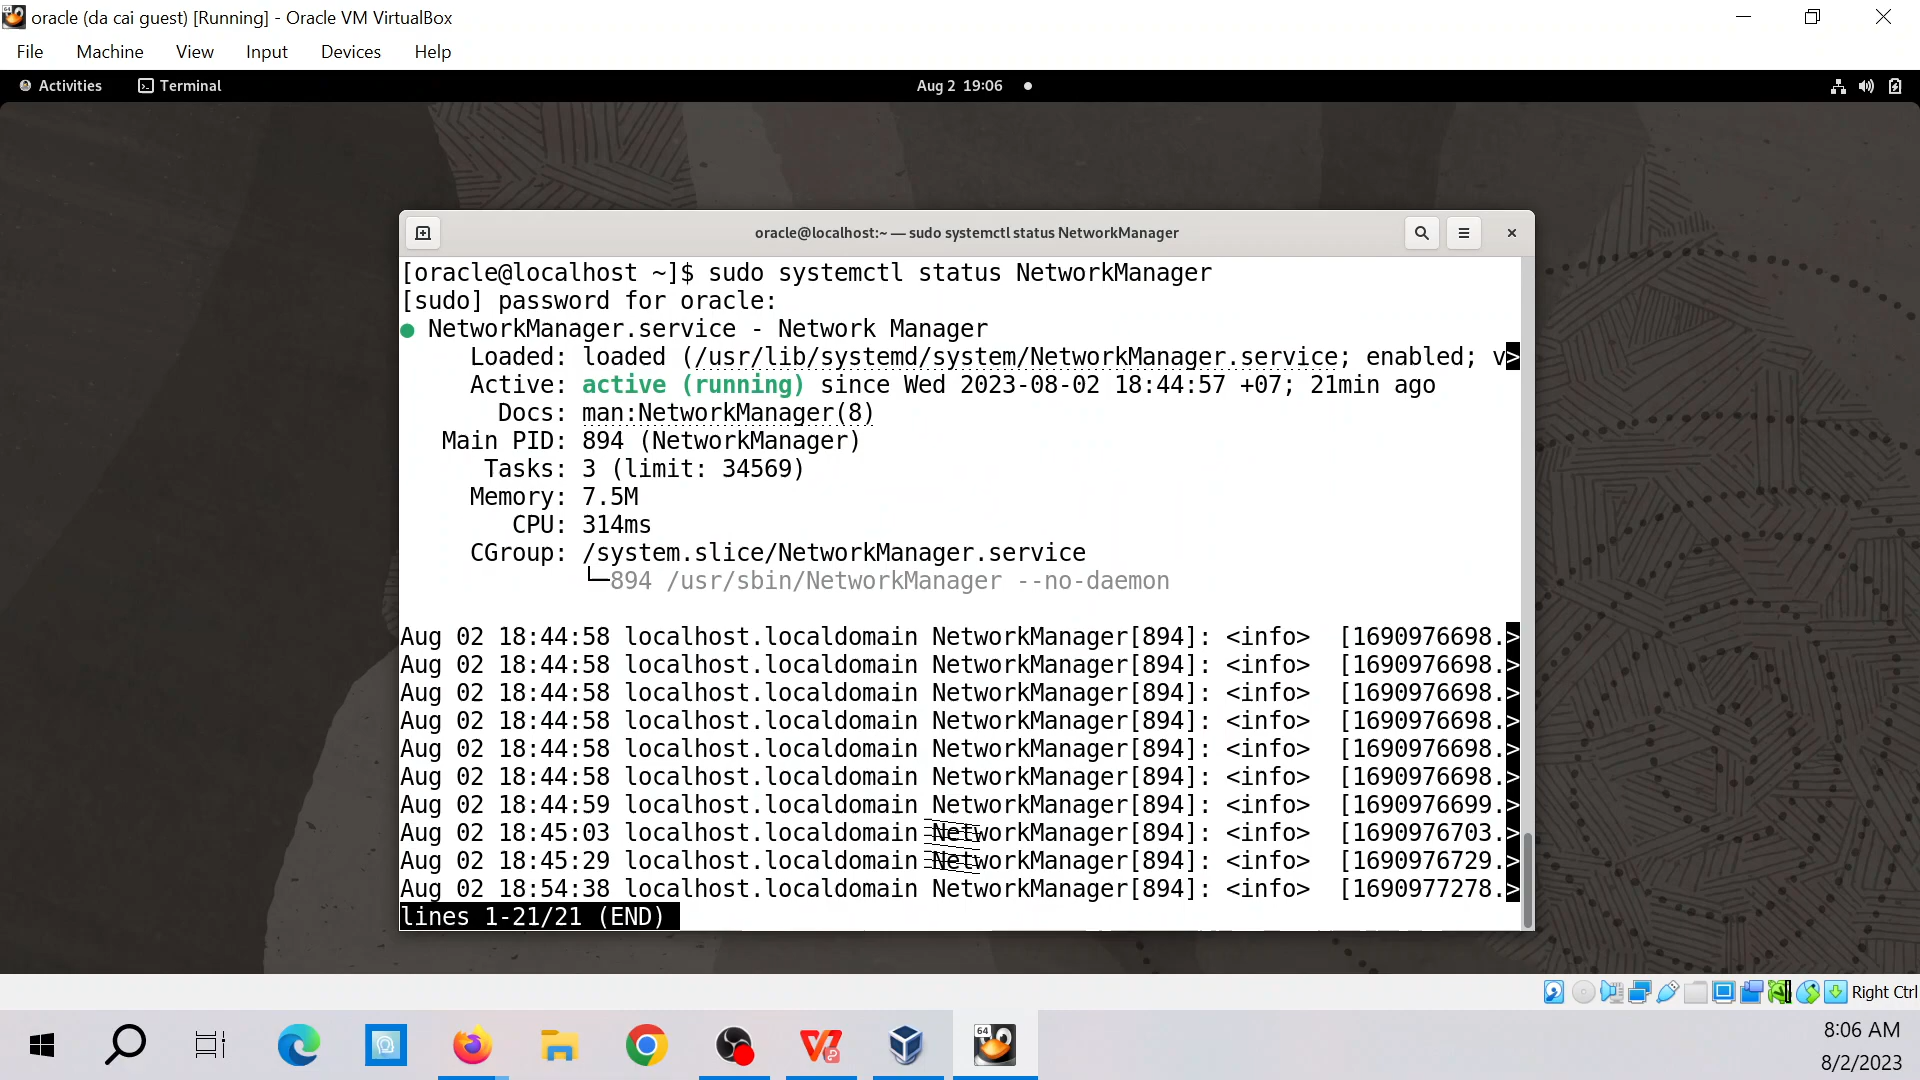 oracle (da cai guest) [Running] - Oracle VM VirtualBox
File Machine View Input Devices Help
Activities Terminal Aug 2 19:06
oracle@localhost:~ — sudo systemctl status NetworkManager
[oracle@localhost ~]$ sudo systemctl status NetworkManager
[sudo] password for oracle:
● NetworkManager.service - Network Manager
Loaded: loaded (/usr/lib/systemd/system/NetworkManager.service; enabled; v>
Active: active (running) since Wed 2023-08-02 18:44:57 +07; 21min ago
Docs: man:NetworkManager(8)
Main PID: 894 (NetworkManager)
Tasks: 3 (limit: 34569)
Memory: 7.5M
CPU: 314ms
CGroup: /system.slice/NetworkManager.service
└─894 /usr/sbin/NetworkManager --no-daemon
Aug 02 18:44:58 localhost.localdomain NetworkManager[894]: <info> [1690976698.>
Aug 02 18:44:58 localhost.localdomain NetworkManager[894]: <info> [1690976698.>
Aug 02 18:44:58 localhost.localdomain NetworkManager[894]: <info> [1690976698.>
Aug 02 18:44:58 localhost.localdomain NetworkManager[894]: <info> [1690976698.>
Aug 02 18:44:58 localhost.localdomain NetworkManager[894]: <info> [1690976698.>
Aug 02 18:44:58 localhost.localdomain NetworkManager[894]: <info> [1690976698.>
Aug 02 18:44:59 localhost.localdomain NetworkManager[894]: <info> [1690976699.>
Aug 02 18:45:03 localhost.localdomain NetworkManager[894]: <info> [1690976703.>
Aug 02 18:45:29 localhost.localdomain NetworkManager[894]: <info> [1690976729.>
Aug 02 18:54:38 localhost.localdomain NetworkManager[894]: <info> [1690977278.>
lines 1-21/21 (END)
Right Ctrl
64
8:06 AM
8/2/2023